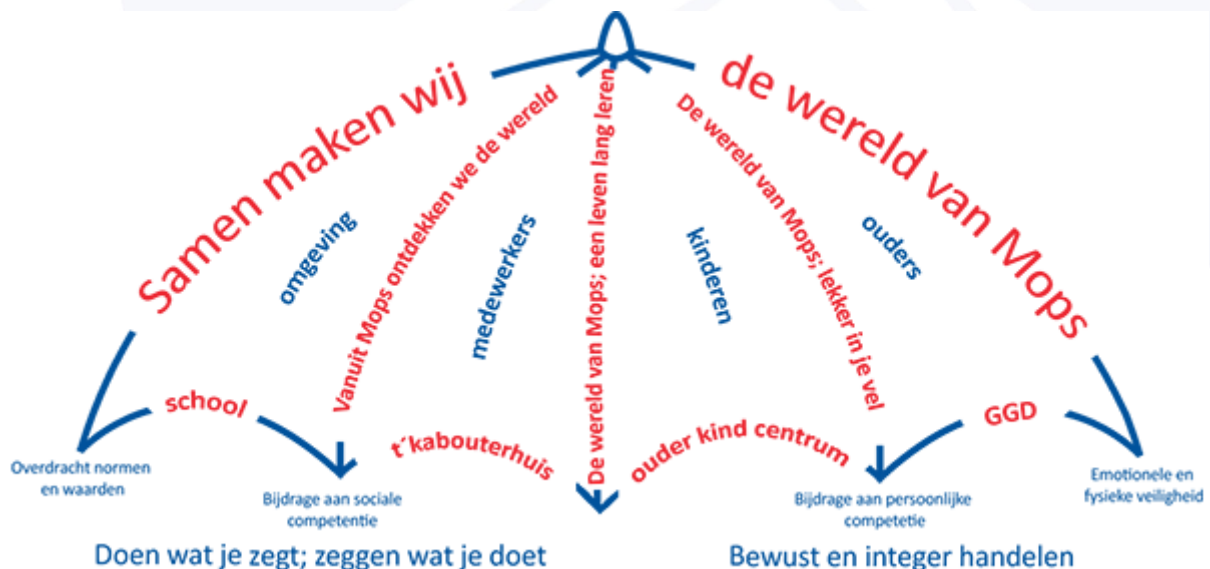 Samen maken wij
de wereld van Mops
Vanuit Mops ontdekken we de wereld
De wereld van Mops; een leven lang leren
De wereld van Mops; lekker in je vel
omgeving
medewerkers
kinderen
ouders
school
t´kabouterhuis
ouder kind centrum
GGD
Overdracht normen
en waarden
Bijdrage aan sociale
competentie
Bijdrage aan persoonlijke
competetie
Emotionele en
fysieke veiligheid
Doen wat je zegt; zeggen wat je doet
Bewust en integer handelen